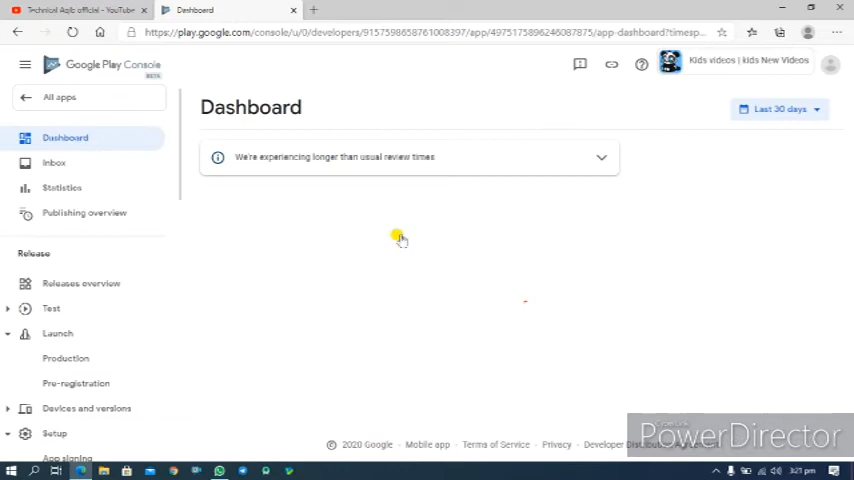 Technical Aqib official - YouTube
Dashboard
https://play.google.com/console/u/0/developers/9157598658761008397/app/4975175896246087875/app-dashboard?timesp...
Google Play Console
BETA
Kids videos | kids New Videos
All apps
Dashboard
Last 30 days
Dashboard
We're experiencing longer than usual review times
Inbox
Statistics
Publishing overview
Release
Releases overview
Test
Launch
Production
Pre-registration
Devices and versions
Setup
App signing
© 2020 Google
Mobile app
Terms of Service
Privacy
Developer Distribution Agreement
CyberLink
PowerDirector
3:21 pm